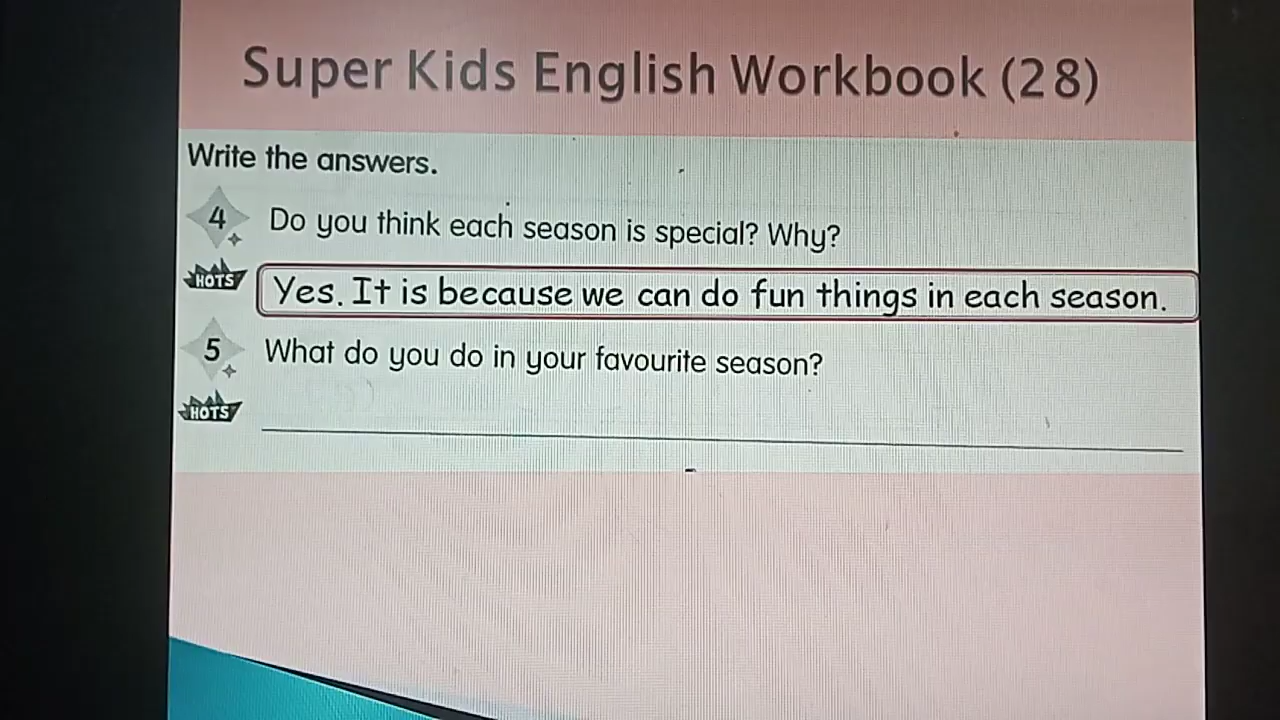 Super Kids English Workbook (28)
Write the answers.
4 Do you think each season is special? Why?
HOTS Yes. It is because we can do fun things in each season.
5 What do you do in your favourite season?
HOTS